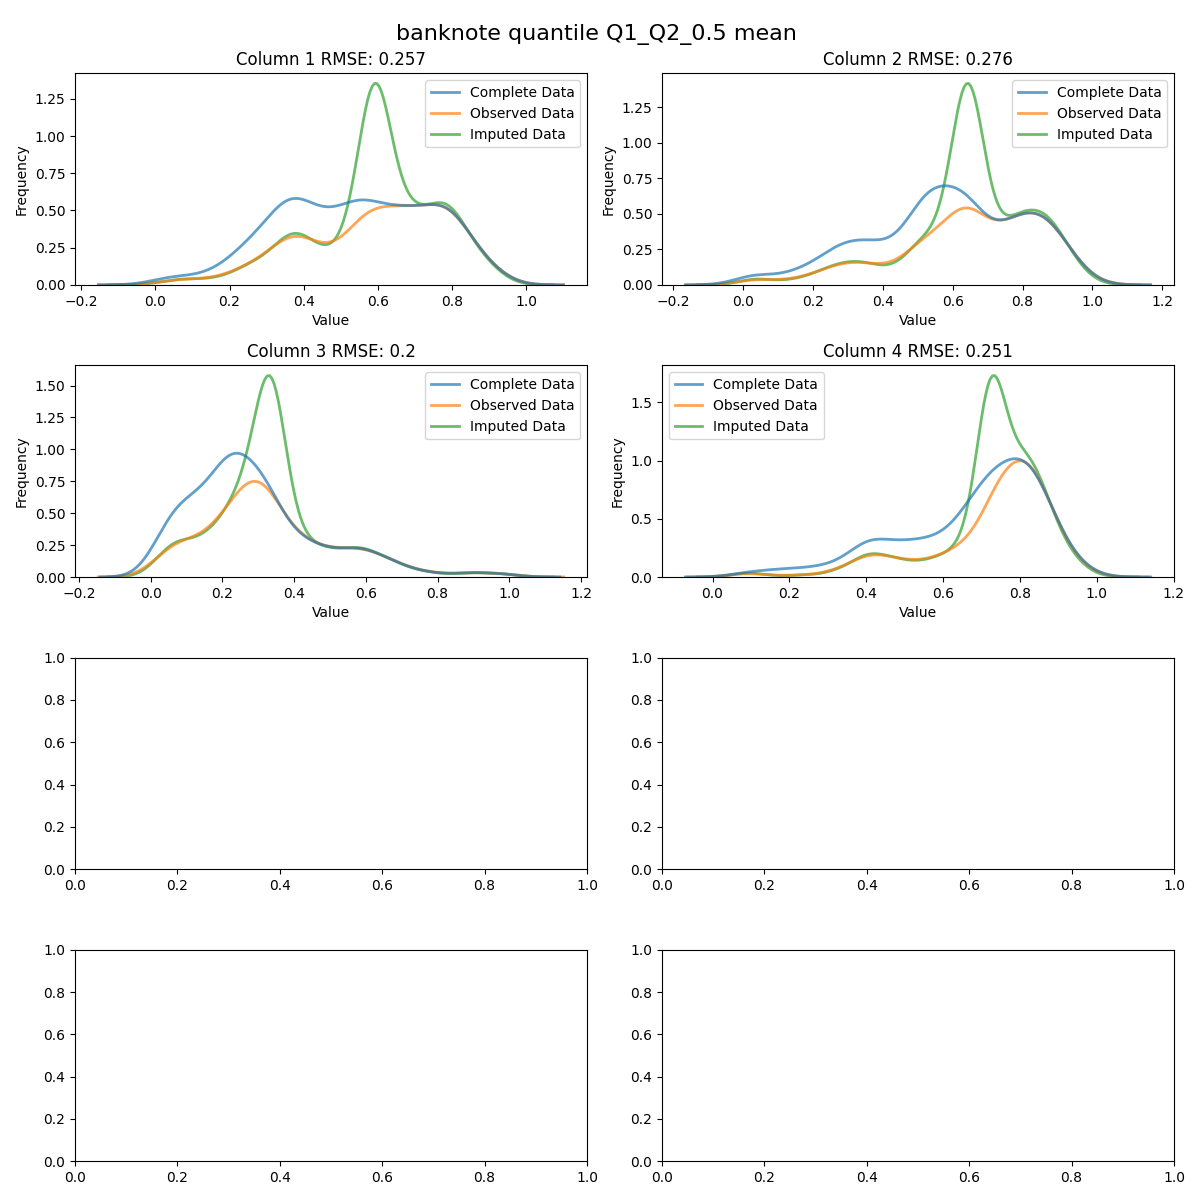 banknote quantile Q1_Q2_0.5 mean
Column 1 RMSE: 0.257
Frequency
1.25
1.00
0.75
0.50
0.25
0.00
Complete Data
Observed Data
Imputed Data
−0.2 0.0 0.2 0.4 0.6 0.8 1.0
Value
Column 2 RMSE: 0.276
Frequency
1.25
1.00
0.75
0.50
0.25
0.00
Complete Data
Observed Data
Imputed Data
−0.2 0.0 0.2 0.4 0.6 0.8 1.0 1.2
Value
Column 3 RMSE: 0.2
Frequency
1.50
1.25
1.00
0.75
0.50
0.25
0.00
Complete Data
Observed Data
Imputed Data
−0.2 0.0 0.2 0.4 0.6 0.8 1.0 1.2
Value
Column 4 RMSE: 0.251
Frequency
1.5
1.0
0.5
0.0
Complete Data
Observed Data
Imputed Data
0.0 0.2 0.4 0.6 0.8 1.0 1.2
Value
1.0
0.8
0.6
0.4
0.2
0.0
0.0 0.2 0.4 0.6 0.8 1.0
1.0
0.8
0.6
0.4
0.2
0.0
0.0 0.2 0.4 0.6 0.8 1.0
1.0
0.8
0.6
0.4
0.2
0.0
0.0 0.2 0.4 0.6 0.8 1.0
1.0
0.8
0.6
0.4
0.2
0.0
0.0 0.2 0.4 0.6 0.8 1.0